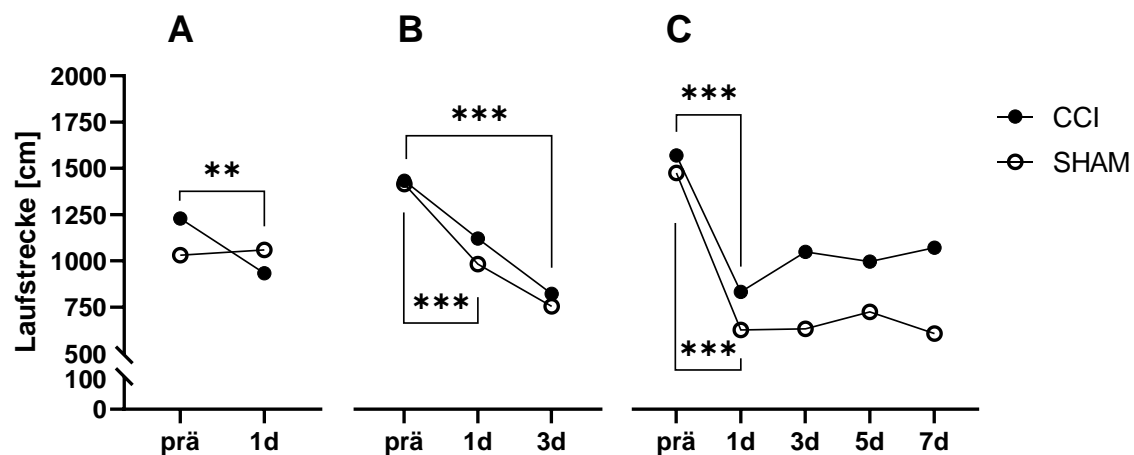 A
B
C
Laufstrecke [cm]
2000
1750
1500
1250
1000
750
500
100
0
**
***
***
***
***
CCI
SHAM
prä 1d
prä 1d 3d
prä 1d 3d 5d 7d